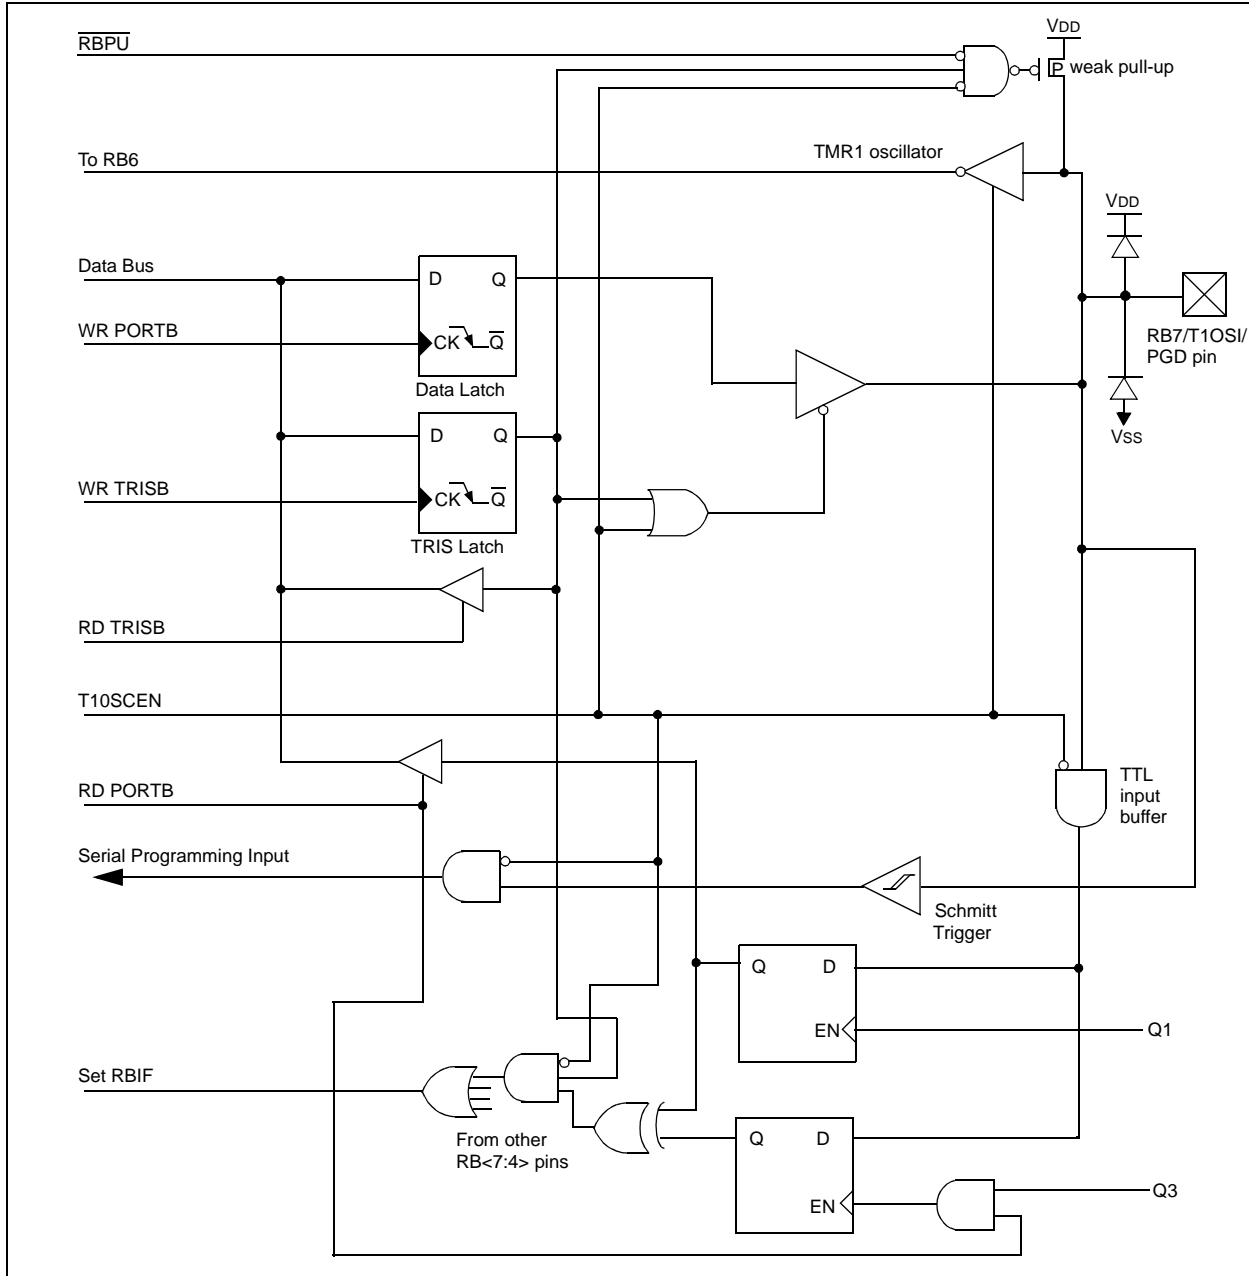 VDD
RBPU
P weak pull-up
To RB6
TMR1 oscillator
VDD
Data Bus
D Q
WR PORTB
CK Q
RB7/T1OSI/
PGD pin
Data Latch
VSS
D Q
WR TRISB
CK Q
TRIS Latch
RD TRISB
T10SCEN
RD PORTB
TTL
input
buffer
Serial Programming Input
Schmitt
Trigger
Q D
EN
Q1
Set RBIF
From other
RB<7:4> pins
Q D
EN
Q3